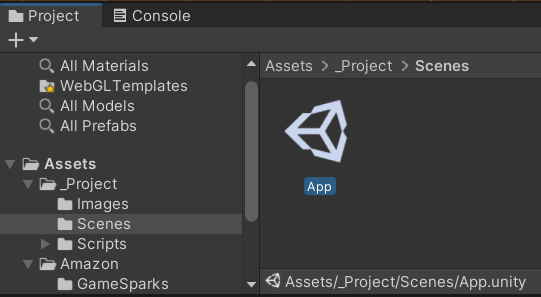 Project
Console
All Materials
WebGLTemplates
All Models
All Prefabs
Assets
_Project
Images
Scenes
Scripts
Amazon
GameSparks
Assets > _Project > Scenes
App
Assets/_Project/Scenes/App.unity